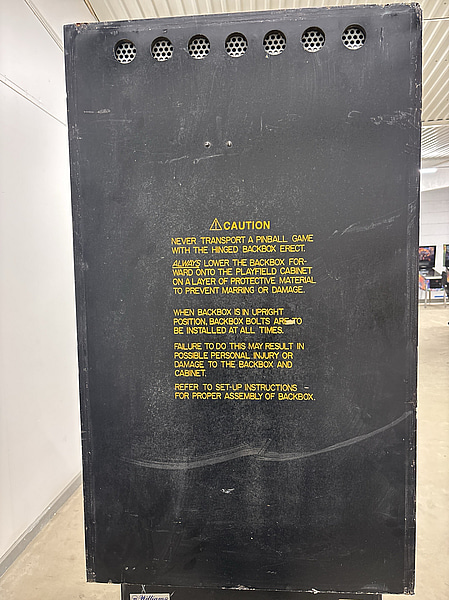 ⚠CAUTION
NEVER TRANSPORT A PINBALL GAME
WITH THE HINGED BACKBOX ERECT.
ALWAYS LOWER THE BACKBOX FOR-
WARD ONTO THE PLAYFIELD CABINET
ON A LAYER OF PROTECTIVE MATERIAL
TO PREVENT MARRING OR DAMAGE.
WHEN BACKBOX IS IN UPRIGHT
POSITION, BACKBOX BOLTS ARE TO
BE INSTALLED AT ALL TIMES.
FAILURE TO DO THIS MAY RESULT IN
POSSIBLE PERSONAL INJURY OR
DAMAGE TO THE BACKBOX AND
CABINET.
REFER TO SET-UP INSTRUCTIONS –
FOR PROPER ASSEMBLY OF BACKBOX.
Williams